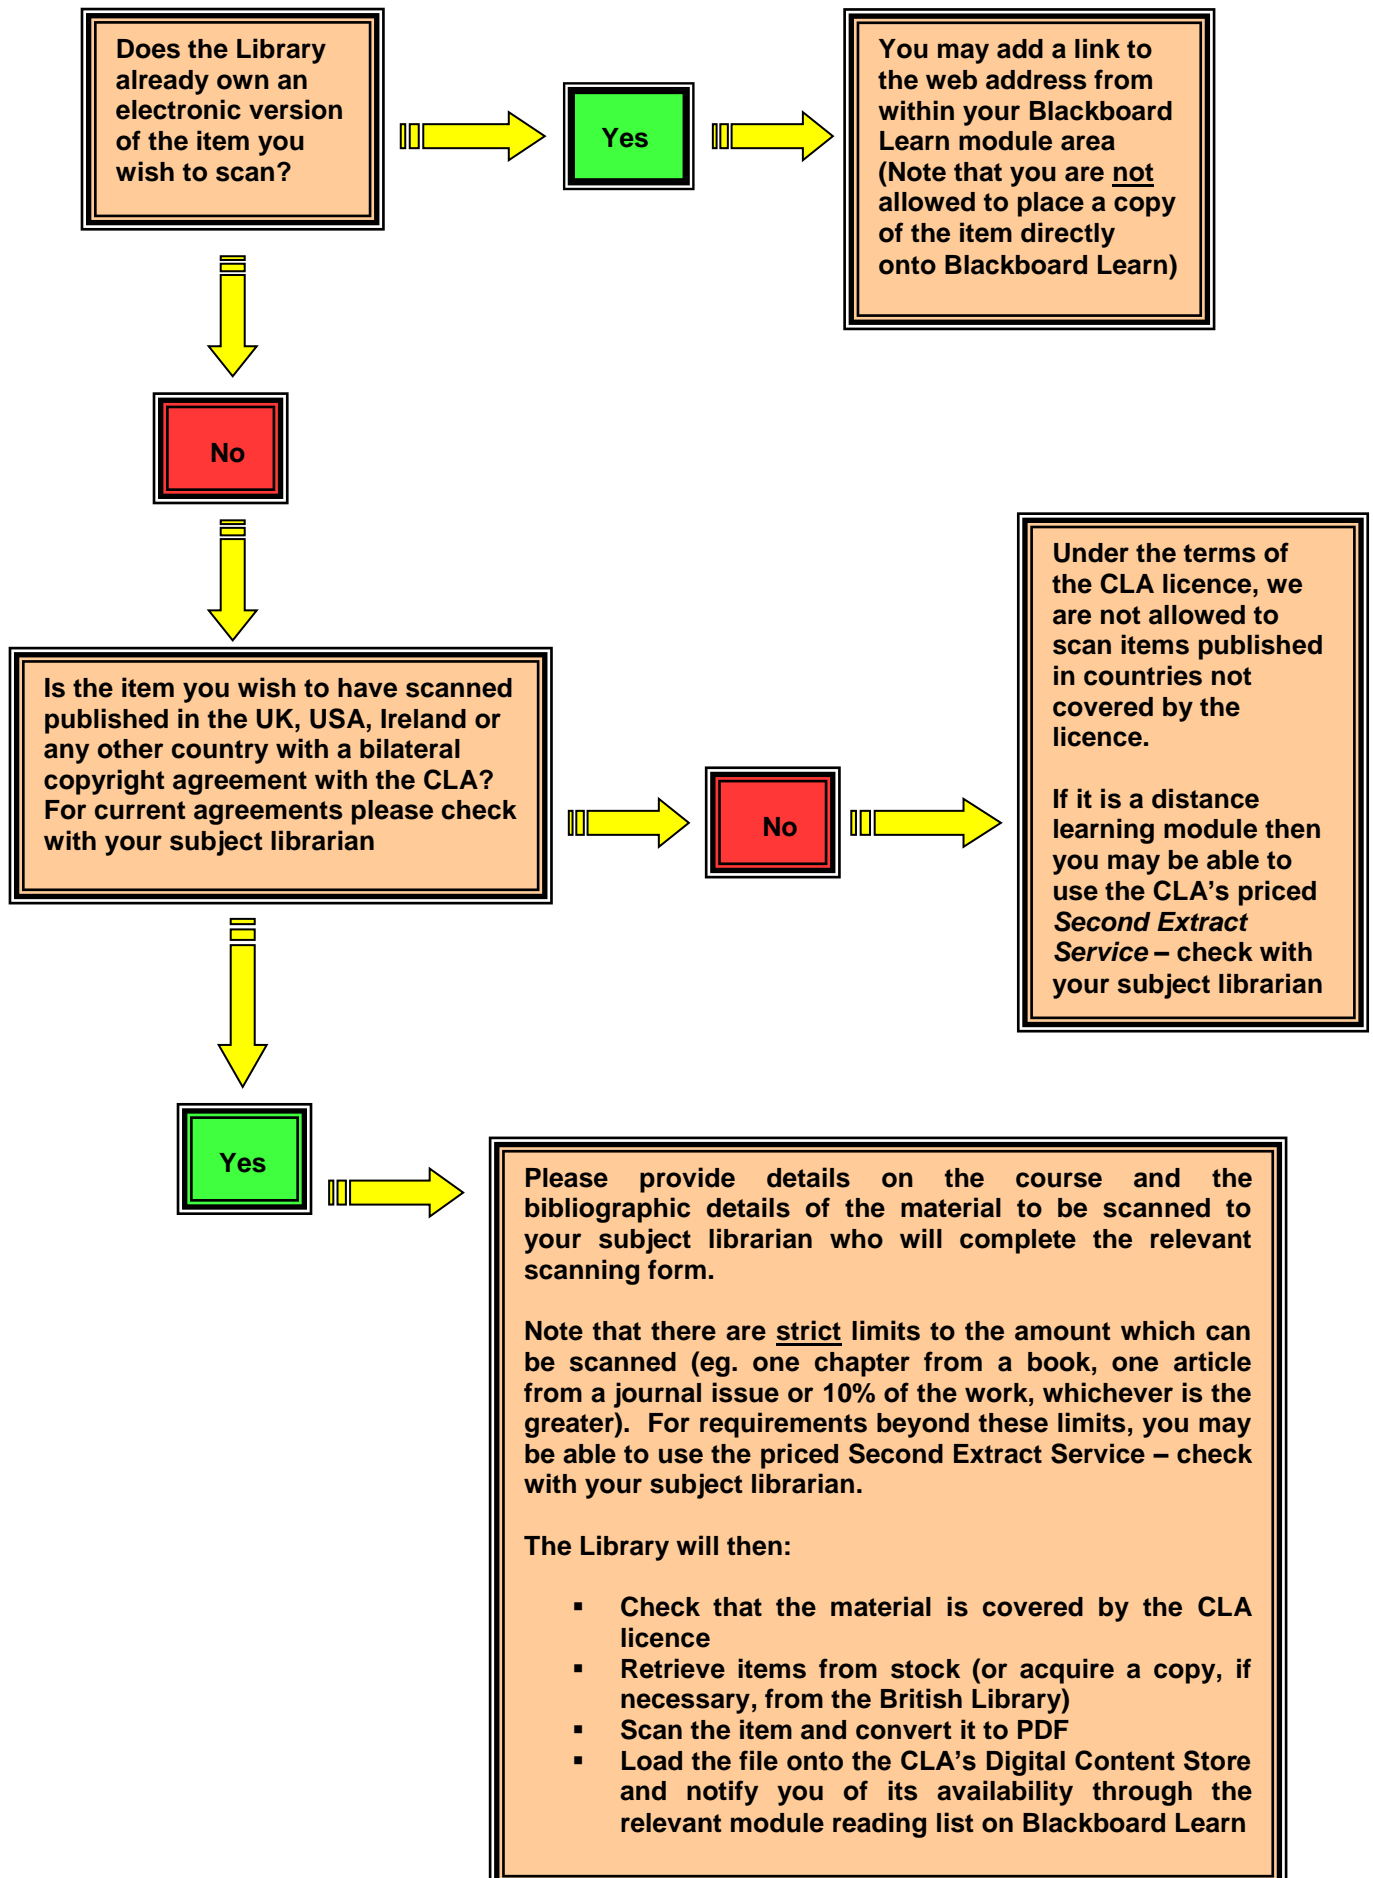 Does the Library
already own an
electronic version
of the item you
wish to scan?
Yes
You may add a link to
the web address from
within your Blackboard
Learn module area
(Note that you are not
allowed to place a copy
of the item directly
onto Blackboard Learn)
No
Is the item you wish to have scanned
published in the UK, USA, Ireland or
any other country with a bilateral
copyright agreement with the CLA?
For current agreements please check
with your subject librarian
No
Under the terms of
the CLA licence, we
are not allowed to
scan items published
in countries not
covered by the
licence.
If it is a distance
learning module then
you may be able to
use the CLA’s priced
Second Extract
Service – check with
your subject librarian
Yes
Please provide details on the course and the
bibliographic details of the material to be scanned to
your subject librarian who will complete the relevant
scanning form.
Note that there are strict limits to the amount which can
be scanned (eg. one chapter from a book, one article
from a journal issue or 10% of the work, whichever is the
greater). For requirements beyond these limits, you may
be able to use the priced Second Extract Service – check
with your subject librarian.
The Library will then:
▪ Check that the material is covered by the CLA
licence
▪ Retrieve items from stock (or acquire a copy, if
necessary, from the British Library)
▪ Scan the item and convert it to PDF
▪ Load the file onto the CLA’s Digital Content Store
and notify you of its availability through the
relevant module reading list on Blackboard Learn